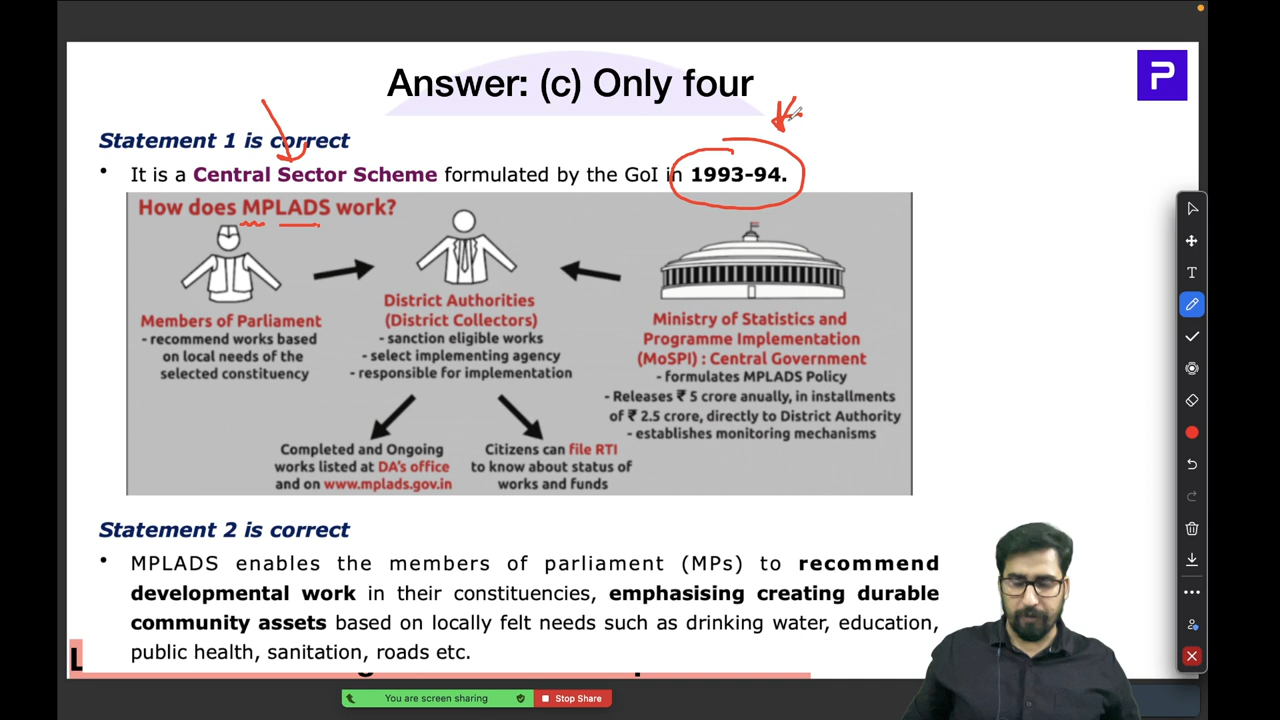 Answer: (c) Only four
P
Statement 1 is correct
• It is a Central Sector Scheme formulated by the GoI in 1993-94.
How does MPLADS work?
Members of Parliament
- recommend works based
on local needs of the
selected constituency
District Authorities
(District Collectors)
- sanction eligible works
- select implementing agency
- responsible for implementation
Ministry of Statistics and
Programme Implementation
(MoSPI) : Central Government
- formulates MPLADS Policy
- Releases ₹ 5 crore anually, in installments
of ₹ 2.5 crore, directly to District Authority
- establishes monitoring mechanisms
Completed and Ongoing
works listed at DA's office
and on www.mplads.gov.in
Citizens can file RTI
to know about status of
works and funds
Statement 2 is correct
• MPLADS enables the members of parliament (MPs) to recommend
developmental work in their constituencies, emphasising creating durable
community assets based on locally felt needs such as drinking water, education,
public health, sanitation, roads etc.
T
You are screen sharing
Stop Share